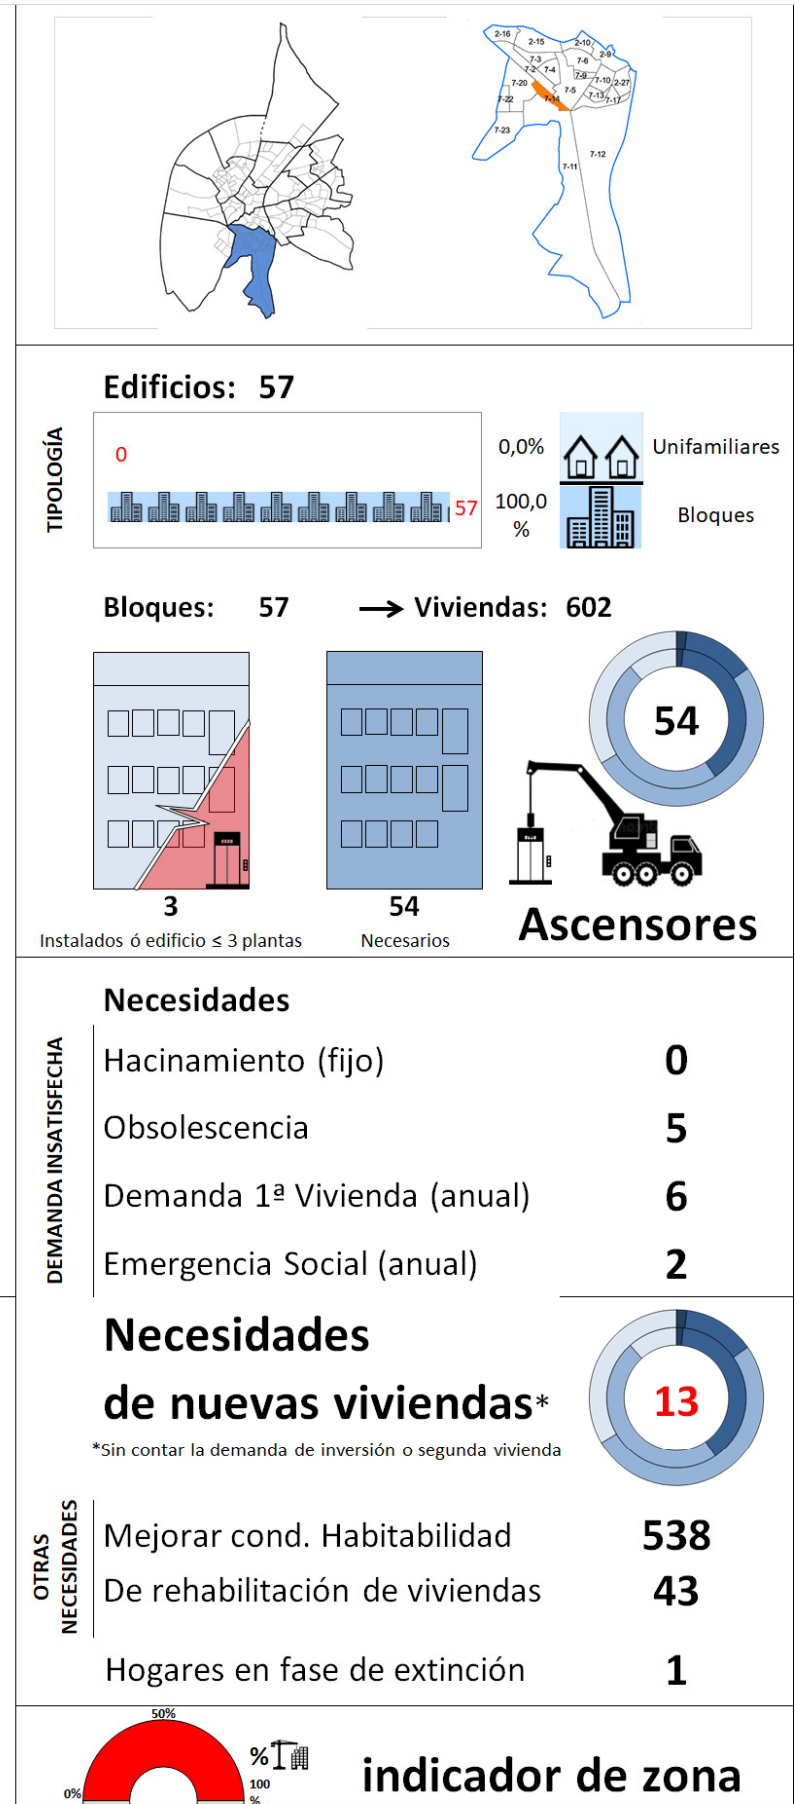 2-16
2-15
2-10
2-9
7-3
7-6
7-2
7-4
7-9
7-10
2-27
7-20
7-5
7-22
7-14
7-13
7-17
7-23
7-12
7-11
Edificios: 57
TIPOLOGÍA
0
0,0%
Unifamiliares
57
100,0
%
Bloques
Bloques: 57 → Viviendas: 602
54
3
54
Ascensores
Instalados ó edificio ≤ 3 plantas
Necesarios
DEMANDA INSATISFECHA
Necesidades
Hacinamiento (fijo) 0
Obsolescencia 5
Demanda 1ª Vivienda (anual) 6
Emergencia Social (anual) 2
Necesidades
de nuevas viviendas*
13
*Sin contar la demanda de inversión o segunda vivienda
OTRAS
NECESIDADES
Mejorar cond. Habitabilidad 538
De rehabilitación de viviendas 43
Hogares en fase de extinción 1
50%
%
0%
100
%
indicador de zona